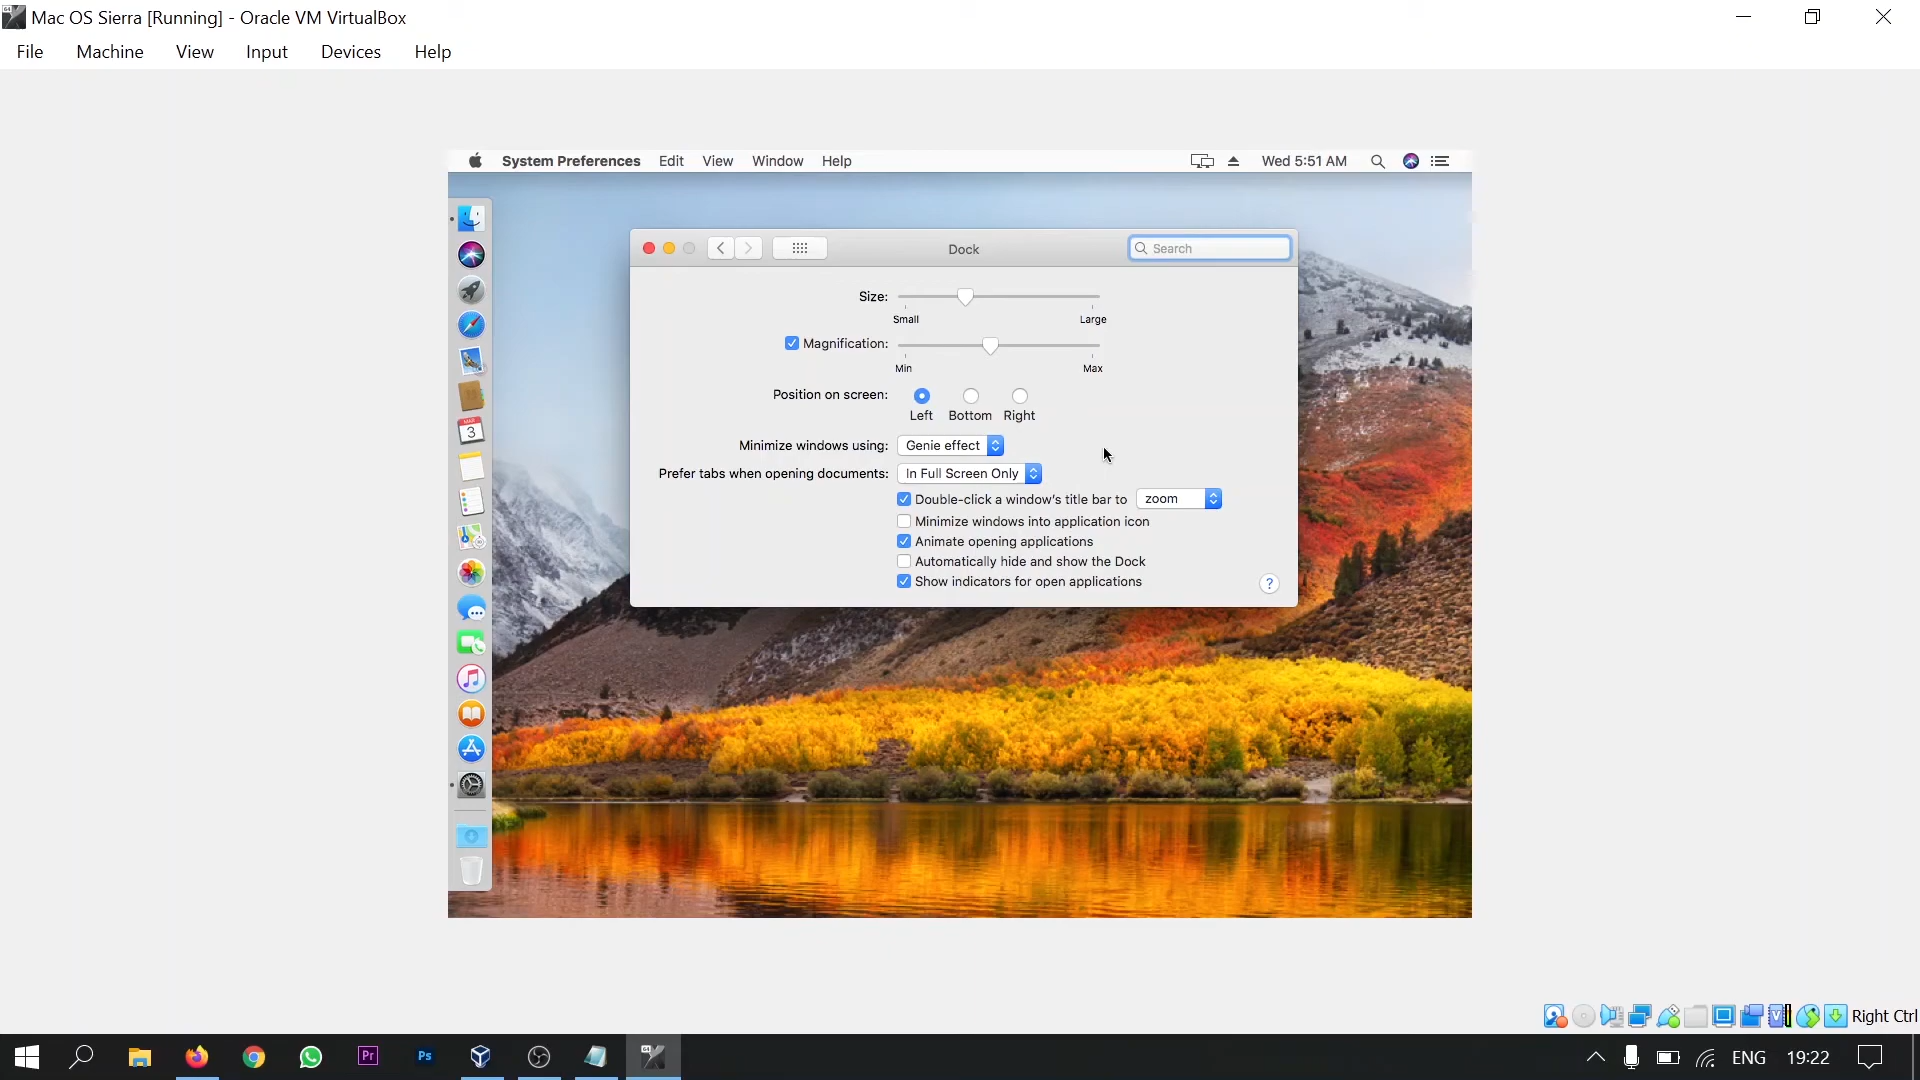 Mac OS Sierra [Running] - Oracle VM VirtualBox
File Machine View Input Devices Help
System Preferences Edit View Window Help Wed 5:51 AM
Dock Search
Size:
Small Large
Magnification:
Min Max
Position on screen:
Left Bottom Right
Minimize windows using: Genie effect
Prefer tabs when opening documents: In Full Screen Only
Double-click a window's title bar to zoom
Minimize windows into application icon
Animate opening applications
Automatically hide and show the Dock
Show indicators for open applications ?
3
Right Ctrl
Pr Ps ENG 19:22